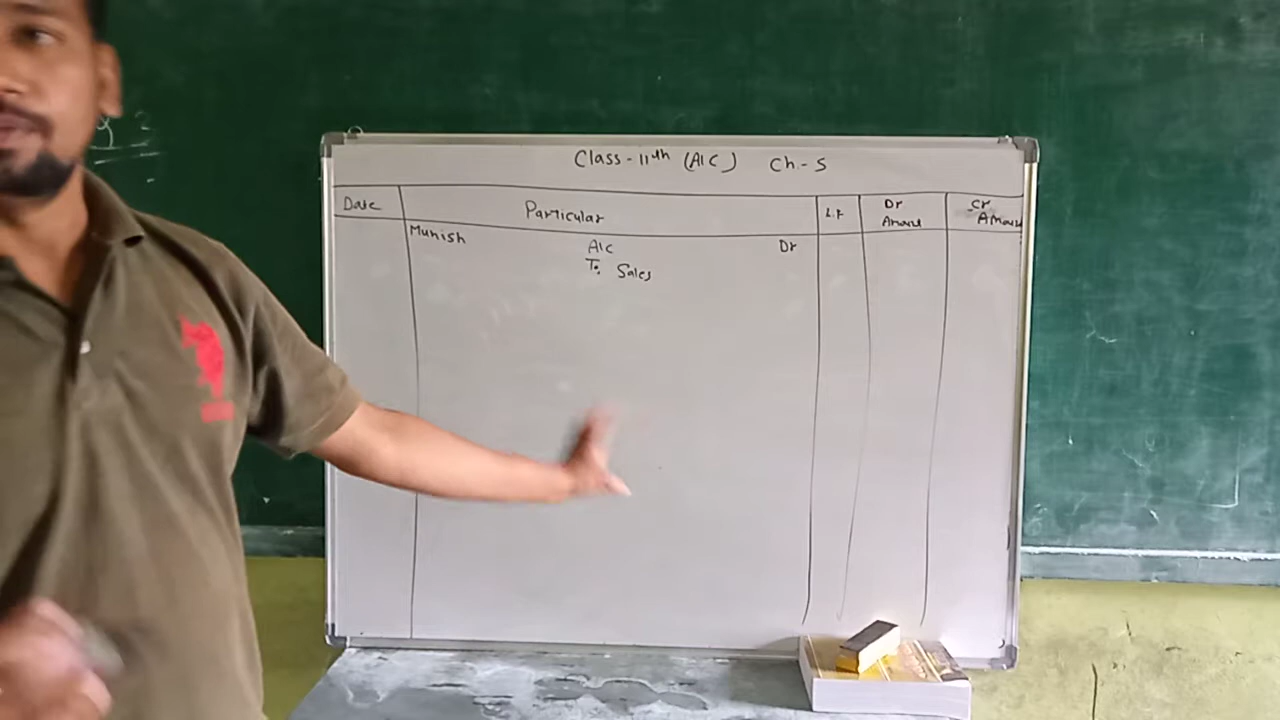 Class-11th (A/C) Ch.-5
Date Particular L.F Dr Amount Cr Amount
Munish A/c Dr
To Sales